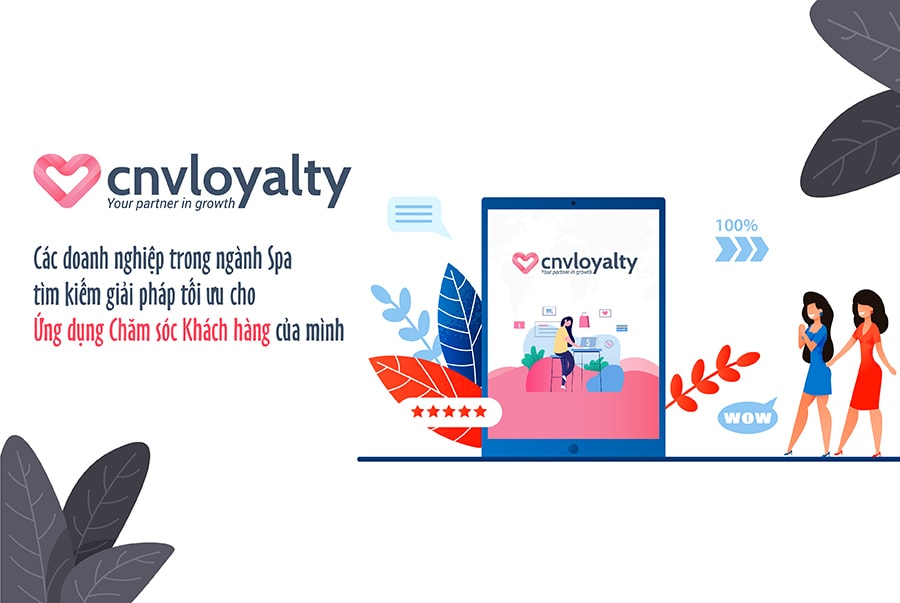 cnvloyalty
Your partner in growth
Các doanh nghiệp trong ngành Spa
tìm kiếm giải pháp tối ưu cho
Ứng dụng Chăm sóc Khách hàng của mình
cnvloyalty
Your partner in growth
100%
WOW